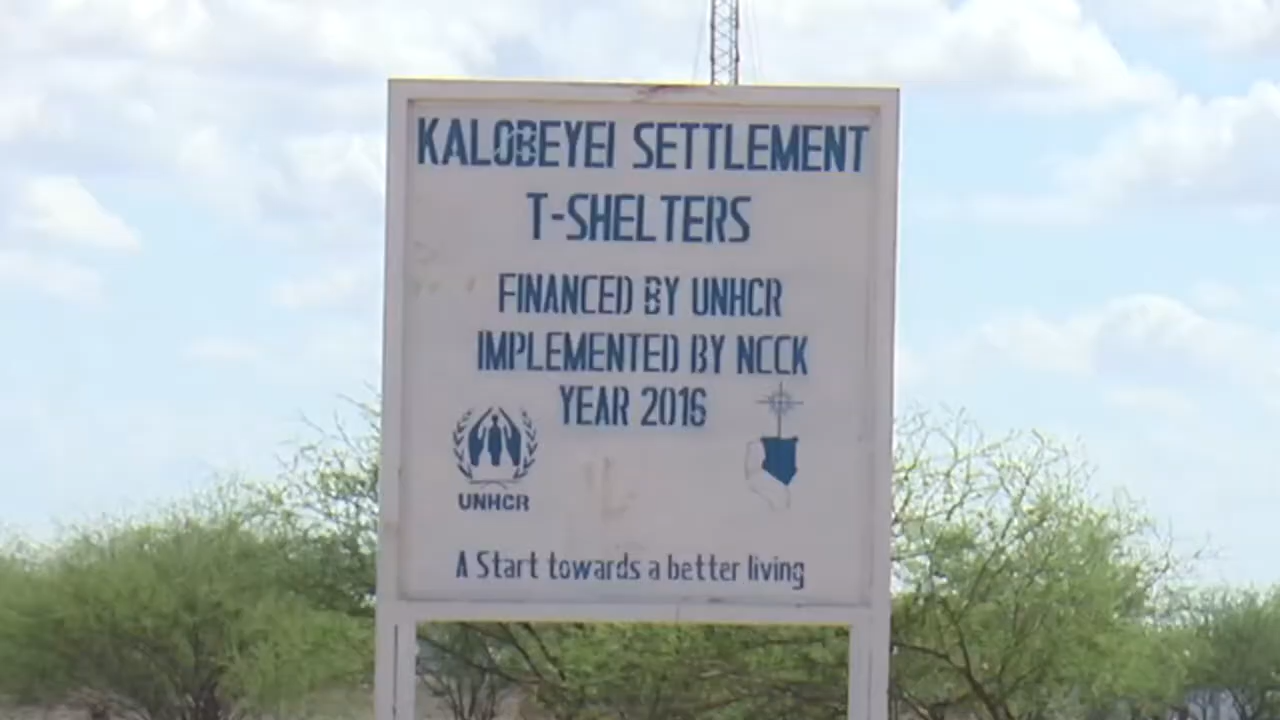 KALOBEYEI SETTLEMENT
T-SHELTERS
FINANCED BY UNHCR
IMPLEMENTED BY NCCK
YEAR 2016
UNHCR
A Start towards a better living